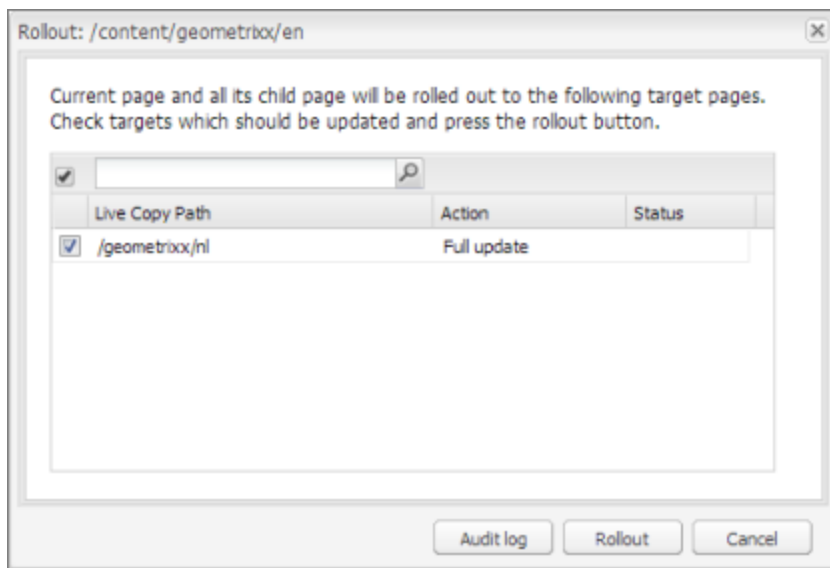 Rollout: /content/geometrixx/en
Current page and all its child page will be rolled out to the following target pages.
Check targets which should be updated and press the rollout button.
Live Copy Path Action Status
/geometrixx/nl Full update
Audit log Rollout Cancel